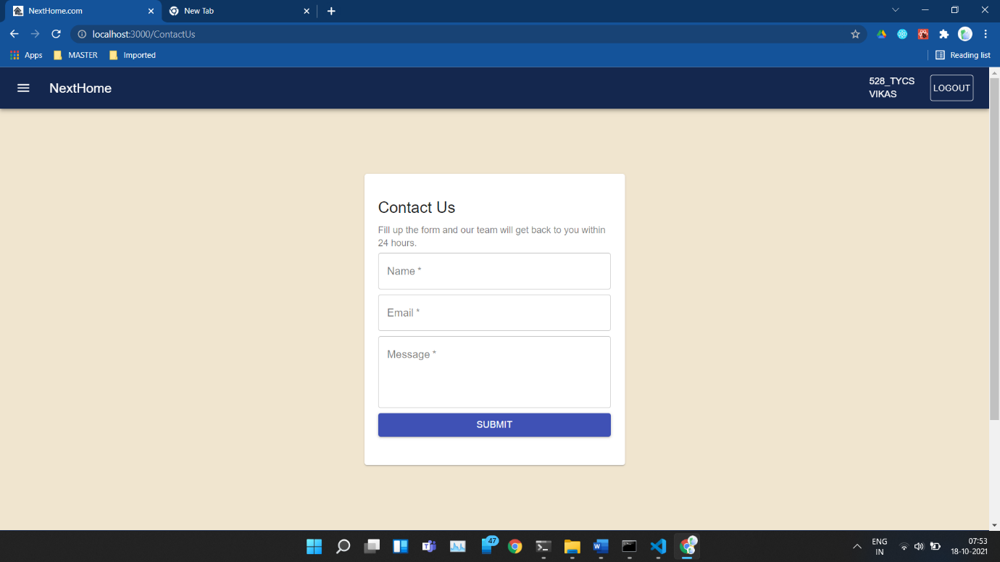 NextHome.com
New Tab
localhost:3000/ContactUs
Apps
MASTER
Imported
Reading list
NextHome
528_TYCS
VIKAS
LOGOUT
Contact Us
Fill up the form and our team will get back to you within
24 hours.
Name *
Email *
Message *
SUBMIT
47
ENG
IN
07:53
18-10-2021